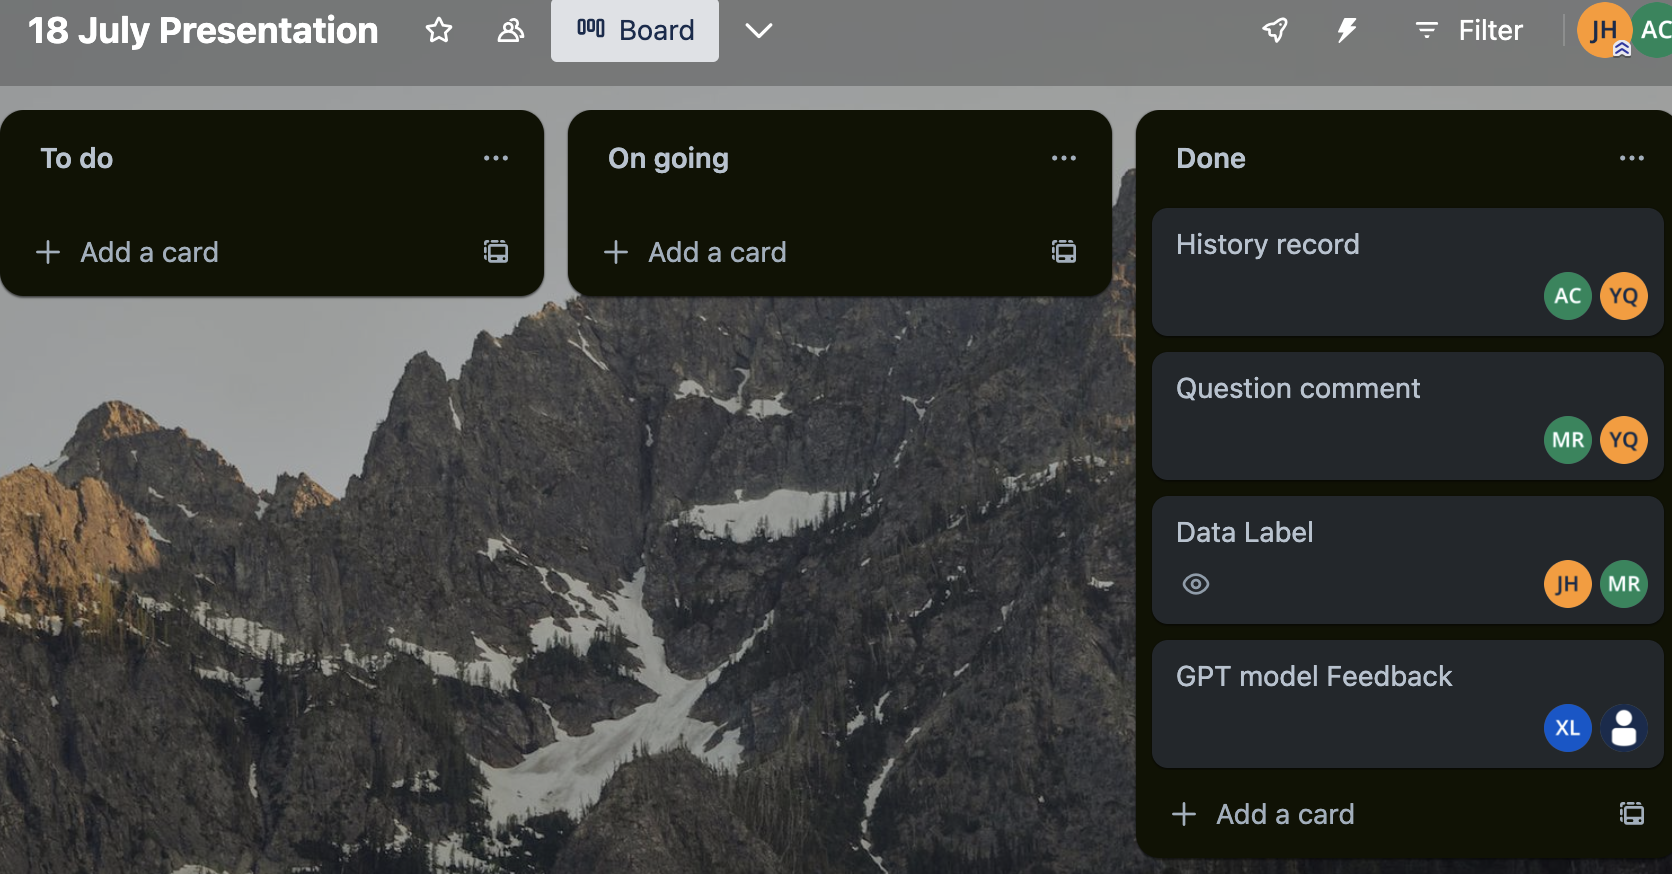 18 July Presentation
Board
Filter
JH
AC
To do
Add a card
On going
Add a card
Done
History record
AC YQ
Question comment
MR YQ
Data Label
JH MR
GPT model Feedback
XL
Add a card